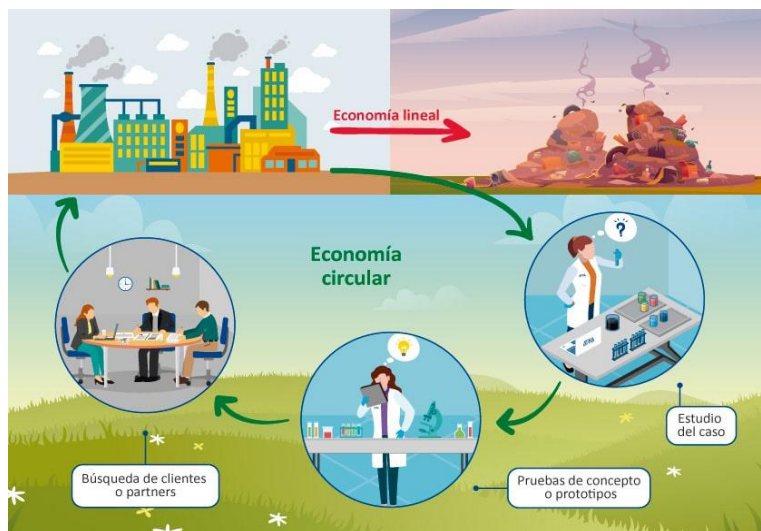 Economía lineal
Economía
circular
Estudio
del caso
Pruebas de concepto
o prototipos
Búsqueda de clientes
o partners